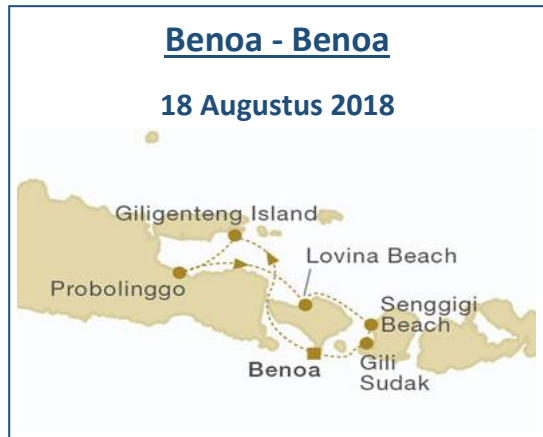 Benoa - Benoa
18 Augustus 2018
Giligenteng Island
Lovina Beach
Probolinggo
Senggigi
Beach
Benoa
Gili
Sudak